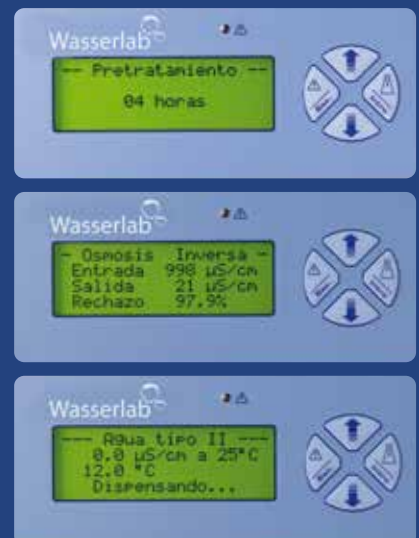 Wasserlab
-- Pretratamiento --
04 horas
Wasserlab
- Osmosis Inversa -
Entrada 998 µS/cm
Salida 21 µS/cm
Rechazo 97.9%
Wasserlab
--- Agua tipo II ---
0.0 µS/cm a 25°C
12.0 °C
Dispensando...